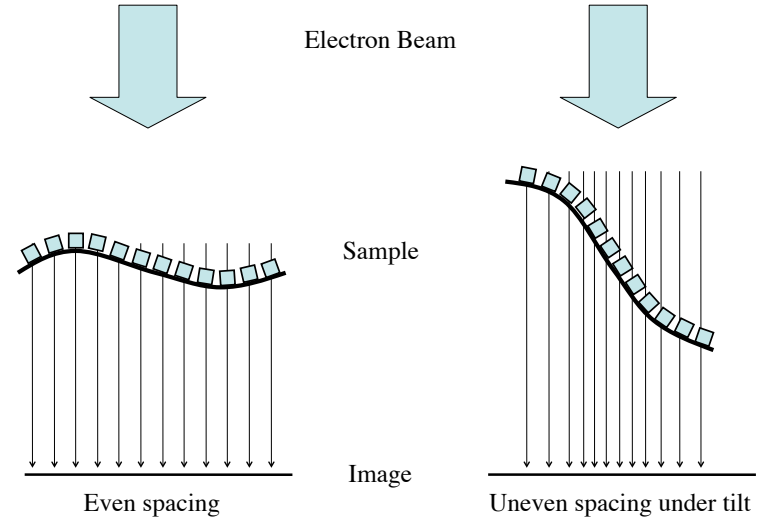 Electron Beam
Sample
Image
Even spacing
Uneven spacing under tilt